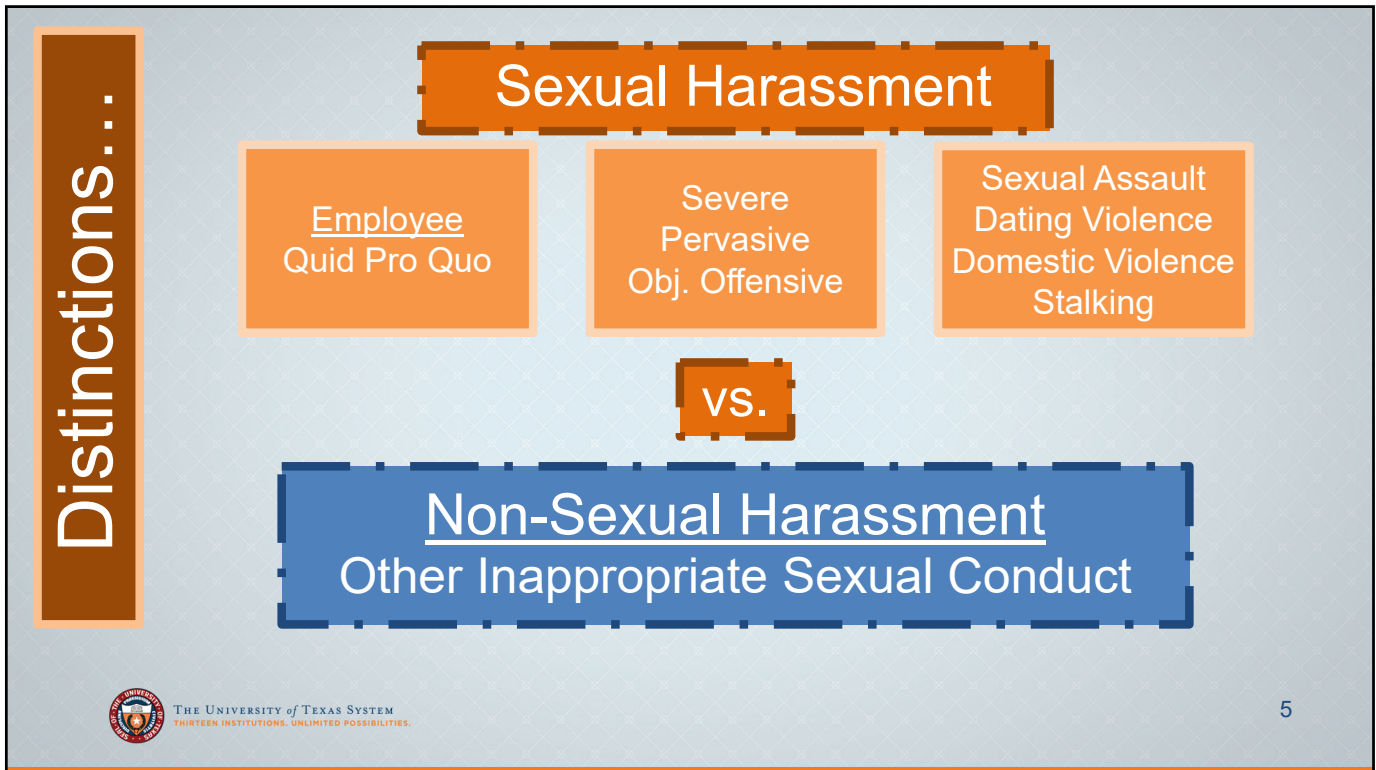 Distinctions...
Sexual Harassment
Employee
Quid Pro Quo
Severe
Pervasive
Obj. Offensive
Sexual Assault
Dating Violence
Domestic Violence
Stalking
vs.
Non-Sexual Harassment
Other Inappropriate Sexual Conduct
THE UNIVERSITY of TEXAS SYSTEM
THIRTEEN INSTITUTIONS. UNLIMITED POSSIBILITIES.
5